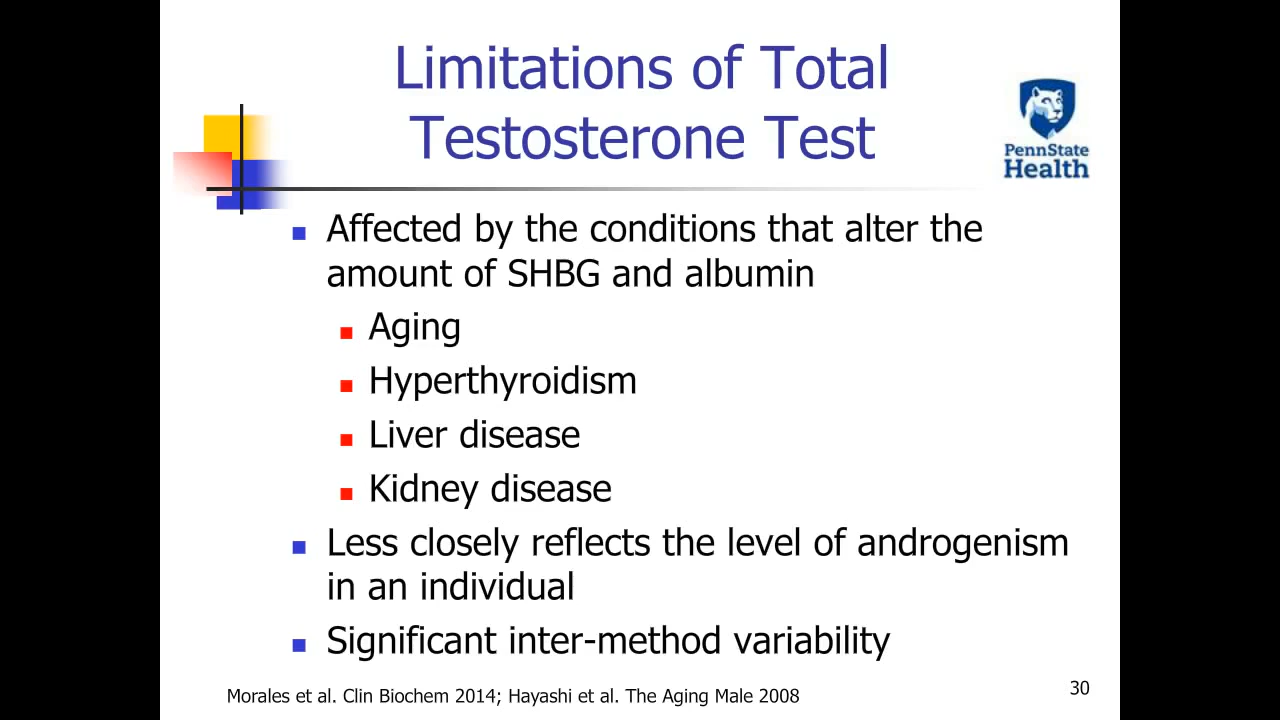 Limitations of Total
Testosterone Test
PennState
Health
Affected by the conditions that alter the
amount of SHBG and albumin
Aging
Hyperthyroidism
Liver disease
Kidney disease
Less closely reflects the level of androgenism
in an individual
Significant inter-method variability
Morales et al. Clin Biochem 2014; Hayashi et al. The Aging Male 2008
30